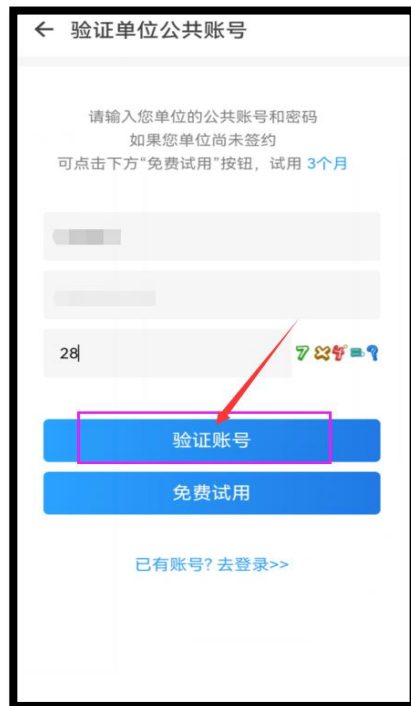 ← 验证单位公共账号
请输入您单位的公共账号和密码
如果您单位尚未签约
可点击下方“免费试用”按钮，试用 3个月
28
7×4=?
验证账号
免费试用
已有账号? 去登录>>